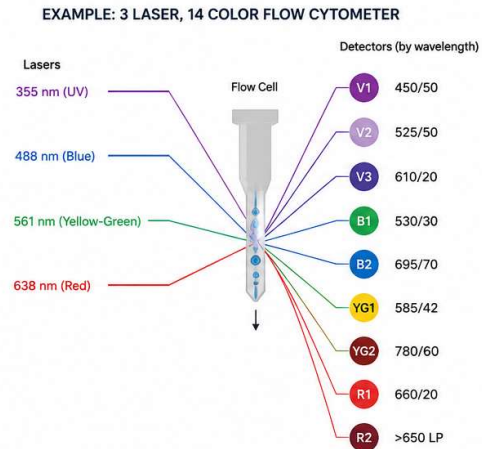 EXAMPLE: 3 LASER, 14 COLOR FLOW CYTOMETER
Lasers
355 nm (UV)
488 nm (Blue)
561 nm (Yellow-Green)
638 nm (Red)
Flow Cell
Detectors (by wavelength)
V1 450/50
V2 525/50
V3 610/20
B1 530/30
B2 695/70
YG1 585/42
YG2 780/60
R1 660/20
R2 >650 LP